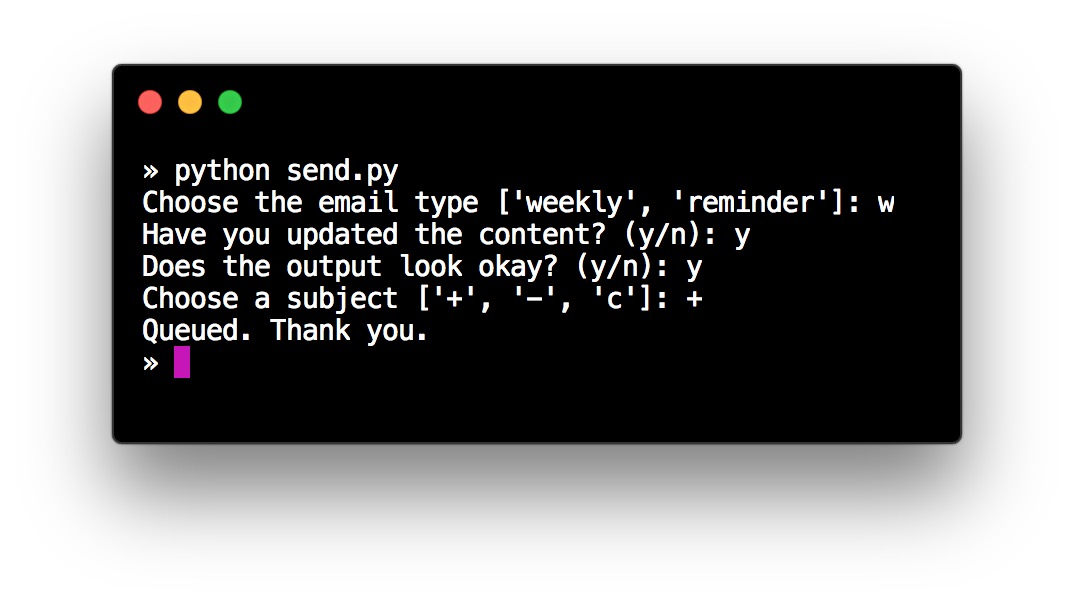 » python send.py
Choose the email type ['weekly', 'reminder']: w
Have you updated the content? (y/n): y
Does the output look okay? (y/n): y
Choose a subject ['+', '-', 'c']: +
Queued. Thank you.
»